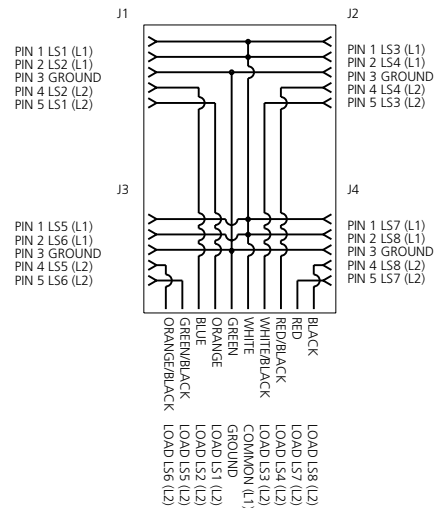 J1
J2
PIN 1 LS1 (L1)
PIN 2 LS2 (L1)
PIN 3 GROUND
PIN 4 LS2 (L2)
PIN 5 LS1 (L2)
PIN 1 LS3 (L1)
PIN 2 LS4 (L1)
PIN 3 GROUND
PIN 4 LS4 (L2)
PIN 5 LS3 (L2)
J3
J4
PIN 1 LS5 (L1)
PIN 2 LS6 (L1)
PIN 3 GROUND
PIN 4 LS5 (L2)
PIN 5 LS6 (L2)
PIN 1 LS7 (L1)
PIN 2 LS8 (L1)
PIN 3 GROUND
PIN 4 LS8 (L2)
PIN 5 LS7 (L2)
ORANGE/BLACK LOAD LS6 (L2)
GREEN/BLACK LOAD LS5 (L2)
BLUE LOAD LS2 (L2)
ORANGE LOAD LS1 (L2)
GREEN GROUND
WHITE COMMON (L1)
WHITE/BLACK LOAD LS3 (L2)
RED/BLACK LOAD LS4 (L2)
RED LOAD LS7 (L2)
BLACK LOAD LS8 (L2)